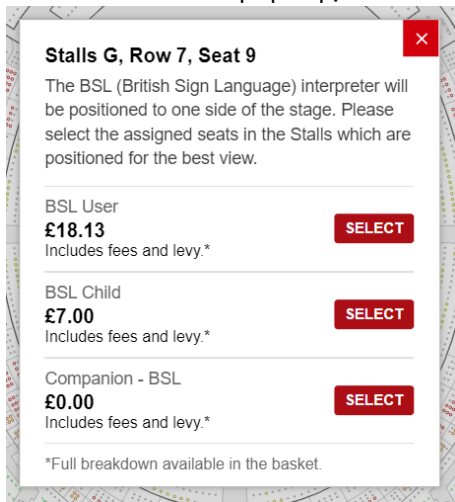 ×
Stalls G, Row 7, Seat 9
The BSL (British Sign Language) interpreter will
be positioned to one side of the stage. Please
select the assigned seats in the Stalls which are
positioned for the best view.
BSL User
£18.13
Includes fees and levy.*
SELECT
BSL Child
£7.00
Includes fees and levy.*
SELECT
Companion - BSL
£0.00
Includes fees and levy.*
SELECT
*Full breakdown available in the basket.